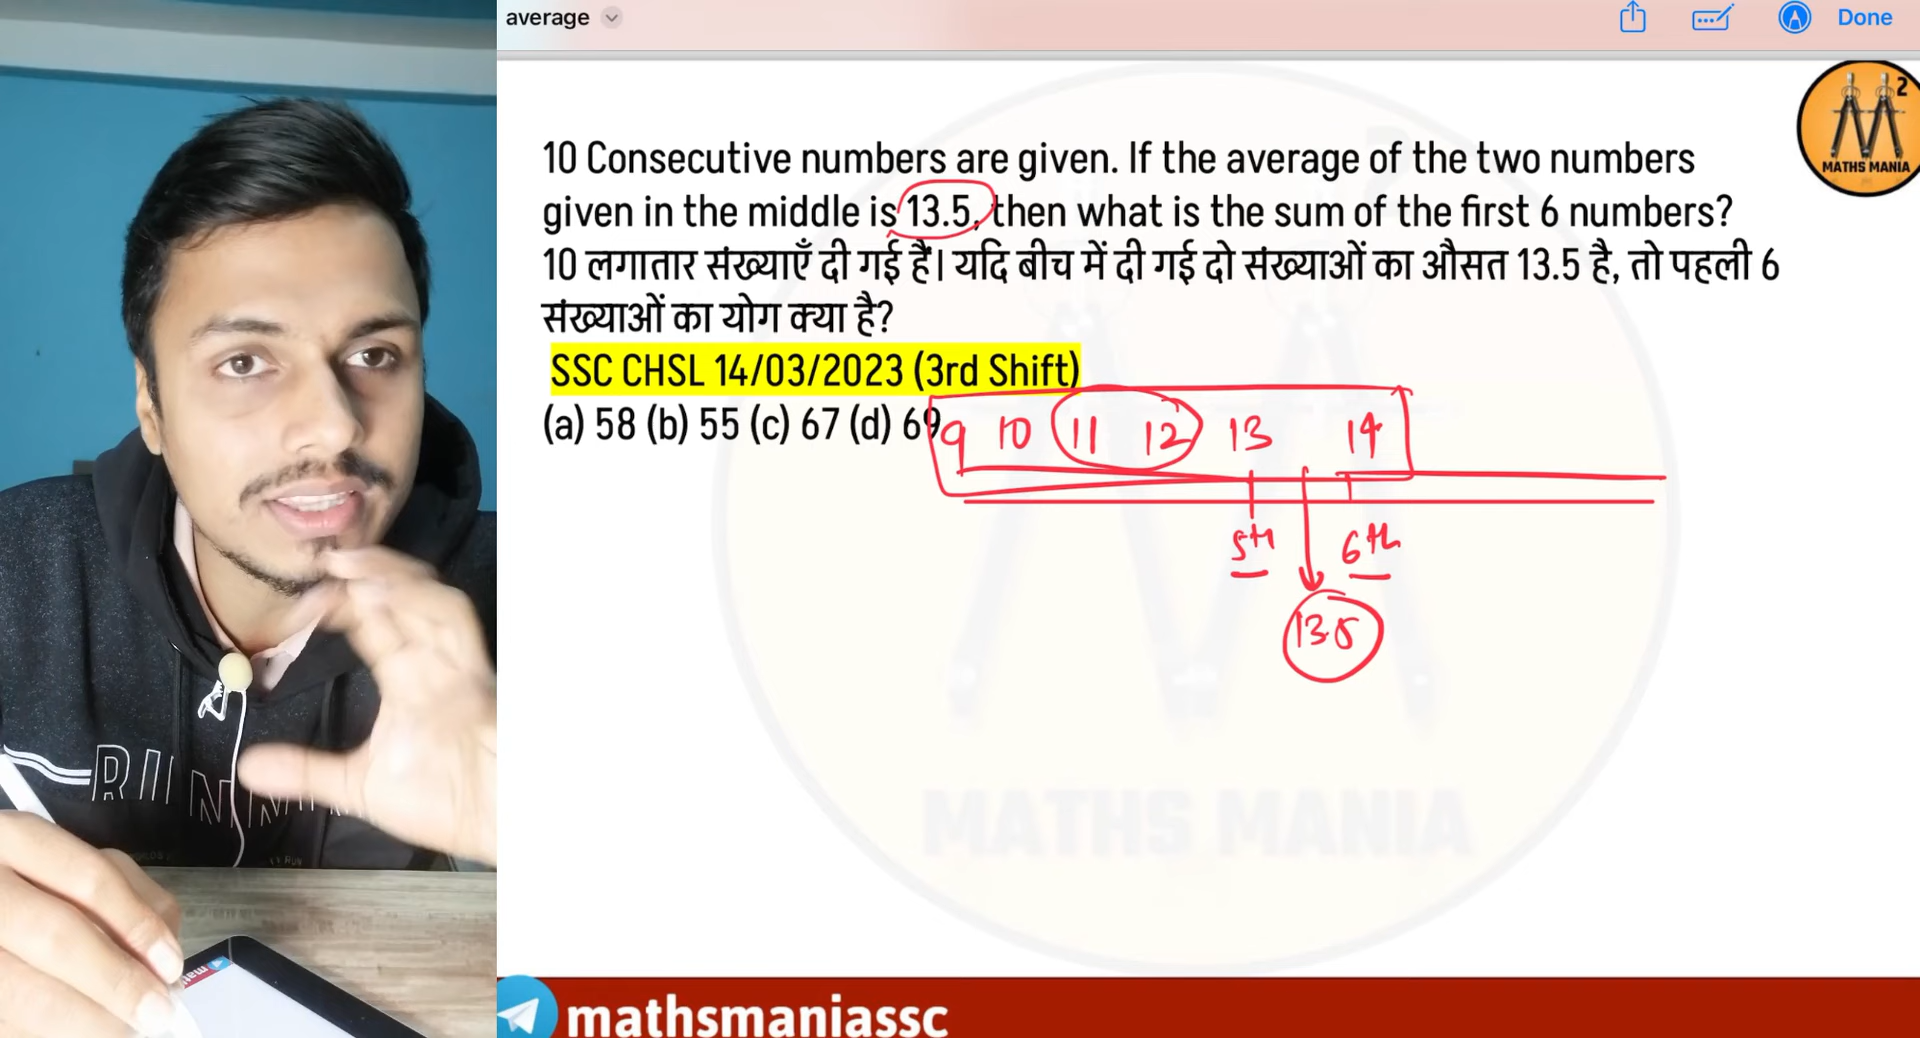 average
Done
2
MATHS MANIA
10 Consecutive numbers are given. If the average of the two numbers
given in the middle is 13.5, then what is the sum of the first 6 numbers?
10 लगातार संख्याएँ दी गई हैं। यदि बीच में दी गई दो संख्याओं का औसत 13.5 है, तो पहली 6
संख्याओं का योग क्या है?
SSC CHSL 14/03/2023 (3rd Shift)
(a) 58 (b) 55 (c) 67 (d) 69
9 10 11 12 13 14
5th 6th
13.5
MATHS MANIA
mathsmaniassc